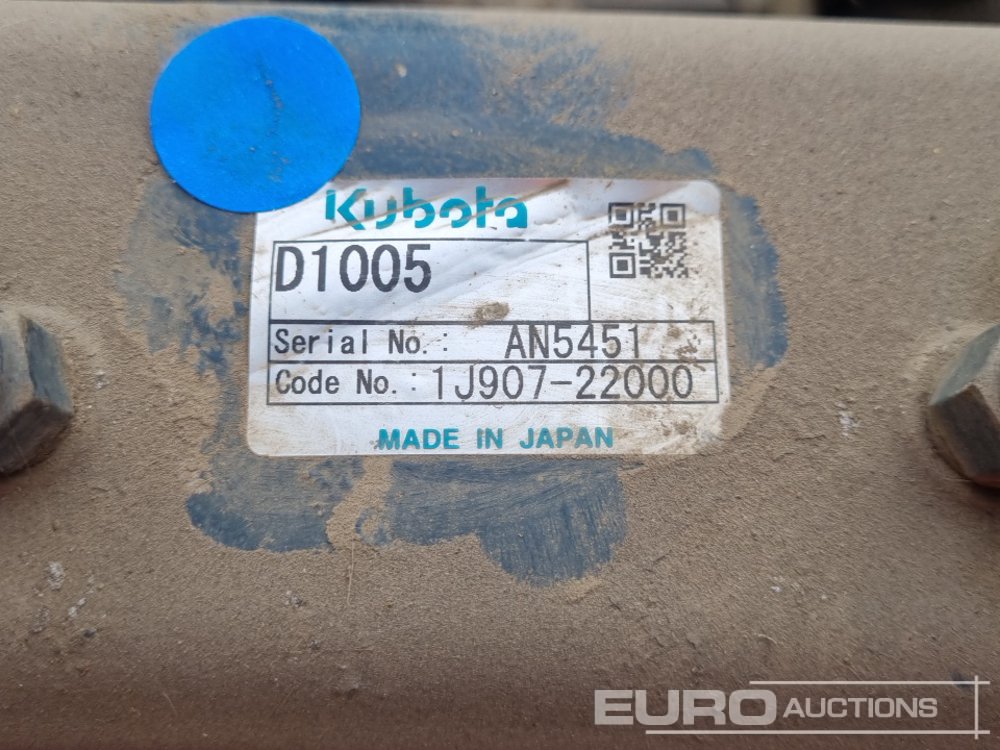 Kubota
D1005
Serial No.: AN5451
Code No.: 1J907-22000
MADE IN JAPAN
EURO AUCTIONS